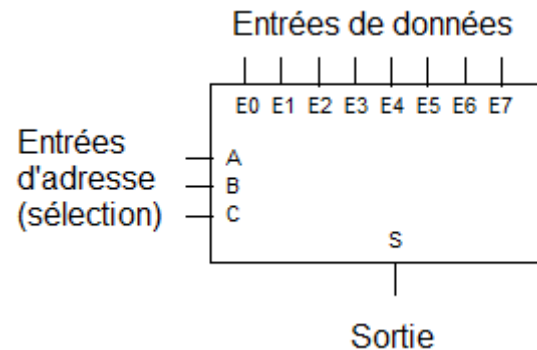 Entrées de données
E0 E1 E2 E3 E4 E5 E6 E7
Entrées
d'adresse
(sélection)
A
B
C
S
Sortie